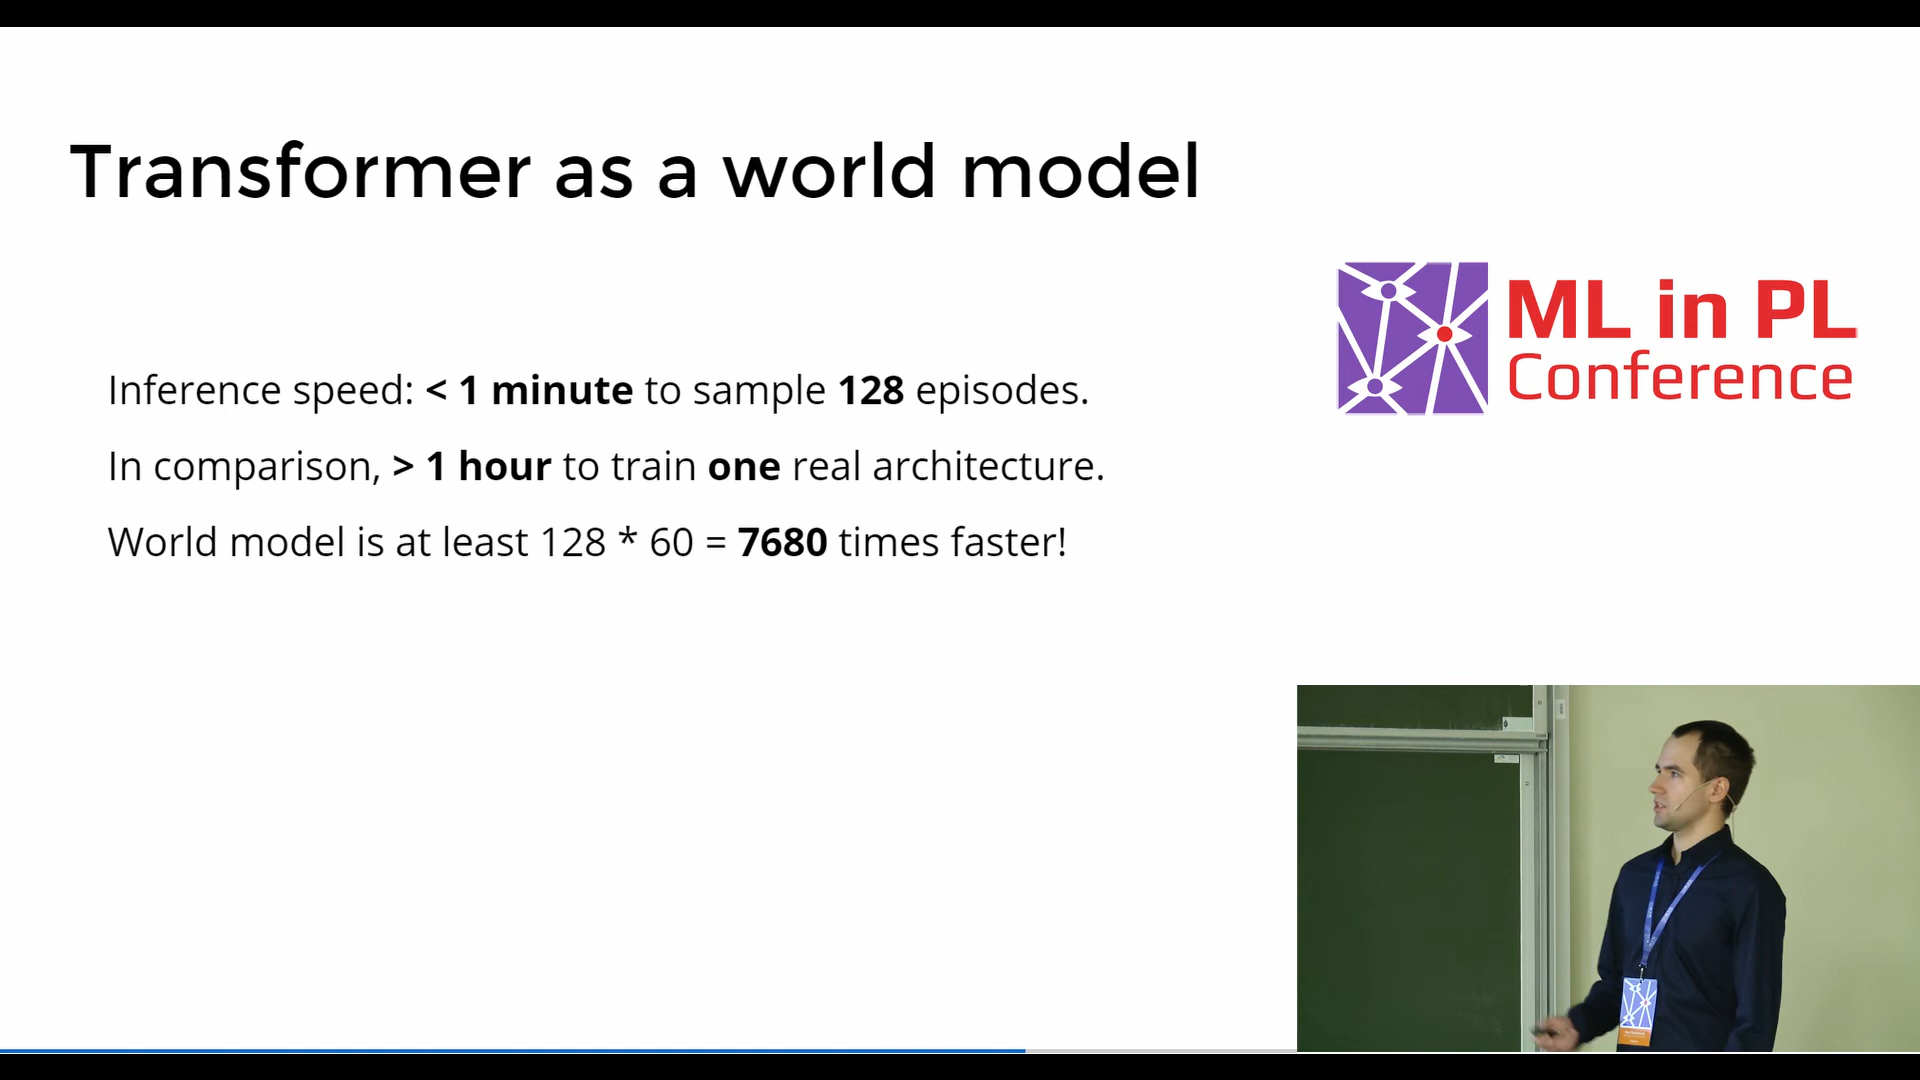 Transformer as a world model
ML in PL
Conference
Inference speed: < 1 minute to sample 128 episodes.
In comparison, > 1 hour to train one real architecture.
World model is at least 128 * 60 = 7680 times faster!